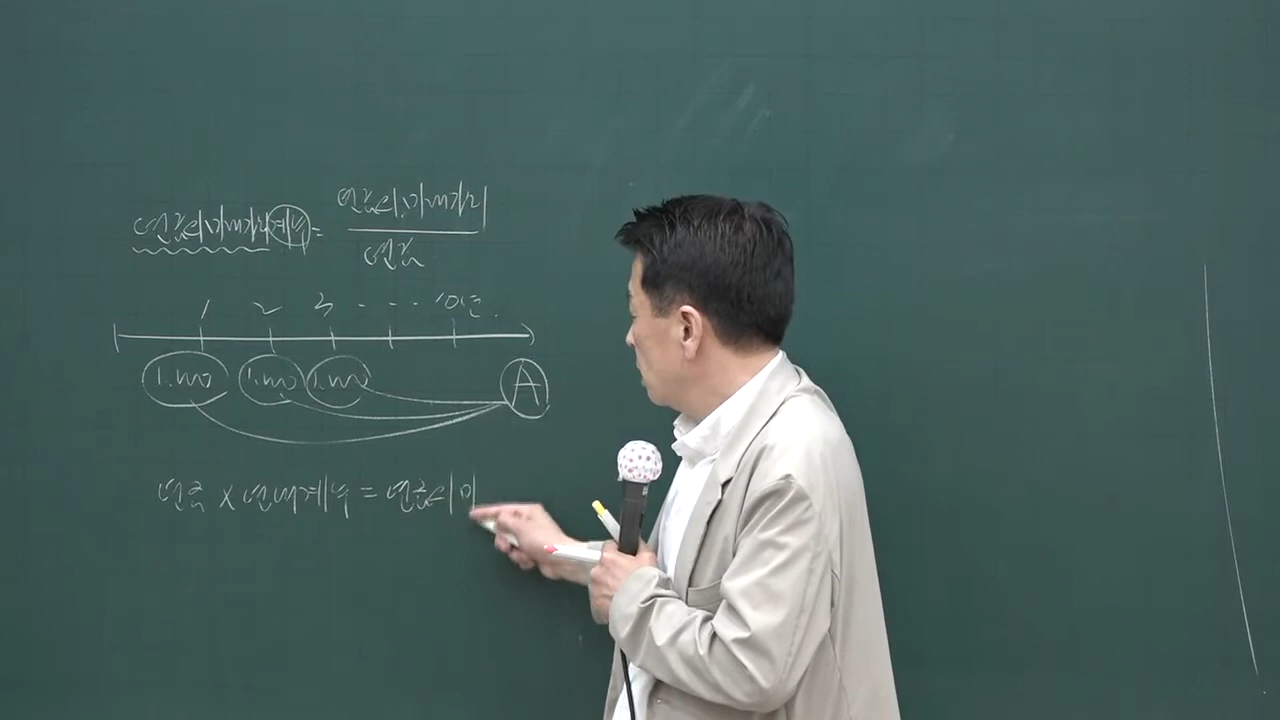 연금의 미래가치
연금의 미래가치계수 =
연금
1 2 3 · · · · 10년.
1.000 1.000 1.000 A
연금 x 연미계수 = 연금의 미